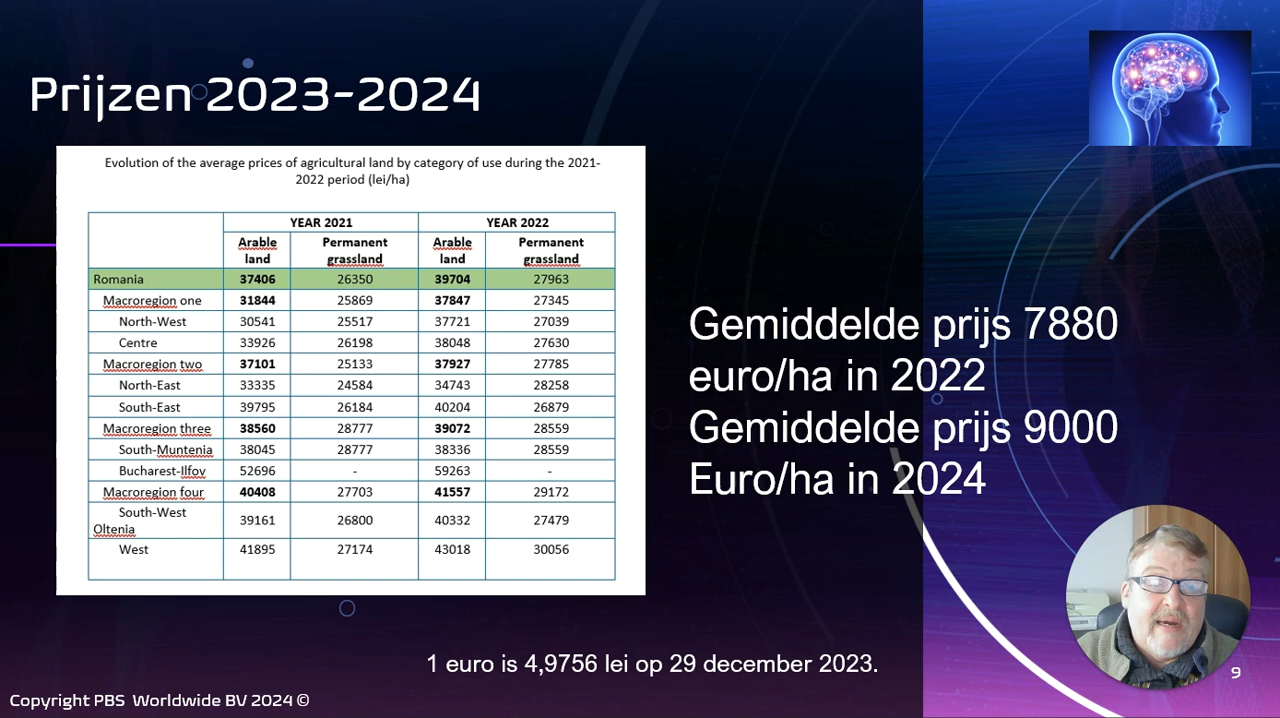 Prijzen 2023-2024
Evolution of the average prices of agricultural land by category of use during the 2021-
2022 period (lei/ha)
YEAR 2021 YEAR 2022
Arable land Permanent grassland Arable land Permanent grassland
Romania 37406 26350 39704 27963
Macroregion one 31844 25869 37847 27345
North-West 30541 25517 37721 27039
Centre 33926 26198 38048 27630
Macroregion two 37101 25133 37927 27785
North-East 33335 24584 34743 28258
South-East 39795 26184 40204 26879
Macroregion three 38560 28777 39072 28559
South-Muntenia 38045 28777 38336 28559
Bucharest-Ilfov 52696 - 59263 -
Macroregion four 40408 27703 41557 29172
South-West Oltenia 39161 26800 40332 27479
West 41895 27174 43018 30056
Gemiddelde prijs 7880
euro/ha in 2022
Gemiddelde prijs 9000
Euro/ha in 2024
1 euro is 4,9756 lei op 29 december 2023.
9
Copyright PBS Worldwide BV 2024 ©